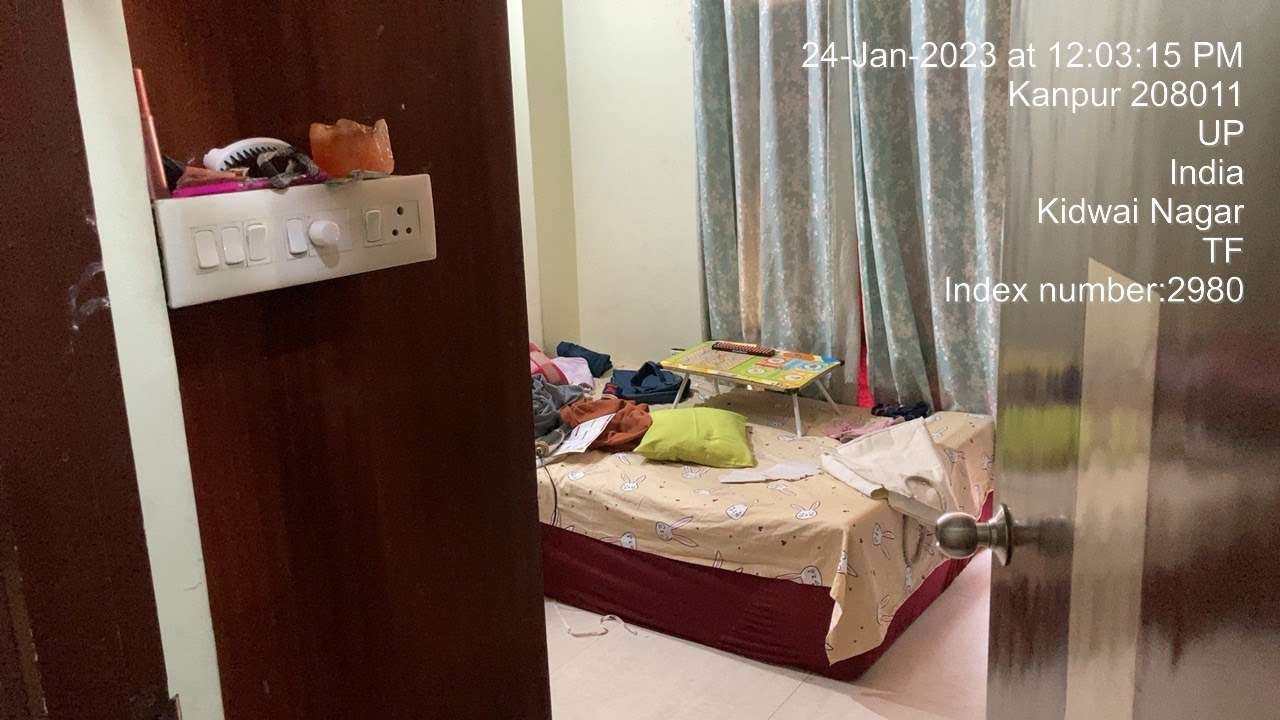 24-Jan-2023 at 12:03:15 PM
Kanpur 208011
UP
India
Kidwai Nagar
TF
Index number:2980